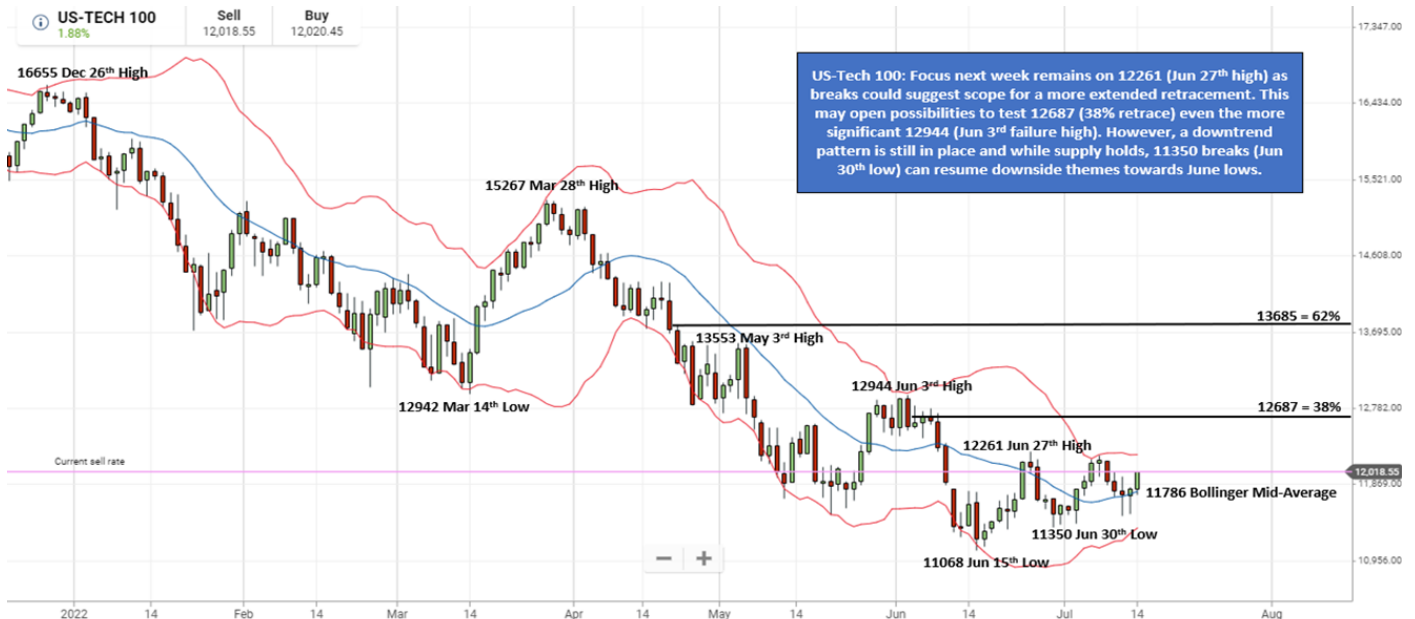 US-TECH 100
1.88%
Sell
12,018.55
Buy
12,020.45
17,347.00
16,434.00
15,521.00
14,608.00
13,695.00
12,782.00
12,018.55
11,869.00
10,956.00
US-Tech 100: Focus next week remains on 12261 (Jun 27th high) as
breaks could suggest scope for a more extended retracement. This
may open possibilities to test 12687 (38% retrace) even the more
significant 12944 (Jun 3rd failure high). However, a downtrend
pattern is still in place and while supply holds, 11350 breaks (Jun
30th low) can resume downside themes towards June lows.
16655 Dec 26th High
15267 Mar 28th High
13685 = 62%
13553 May 3rd High
12942 Mar 14th Low
12944 Jun 3rd High
12687 = 38%
12261 Jun 27th High
Current sell rate
11786 Bollinger Mid-Average
11350 Jun 30th Low
11068 Jun 15th Low
2022
14
Feb
14
Mar
14
Apr
14
May
14
Jun
14
Jul
14
Aug